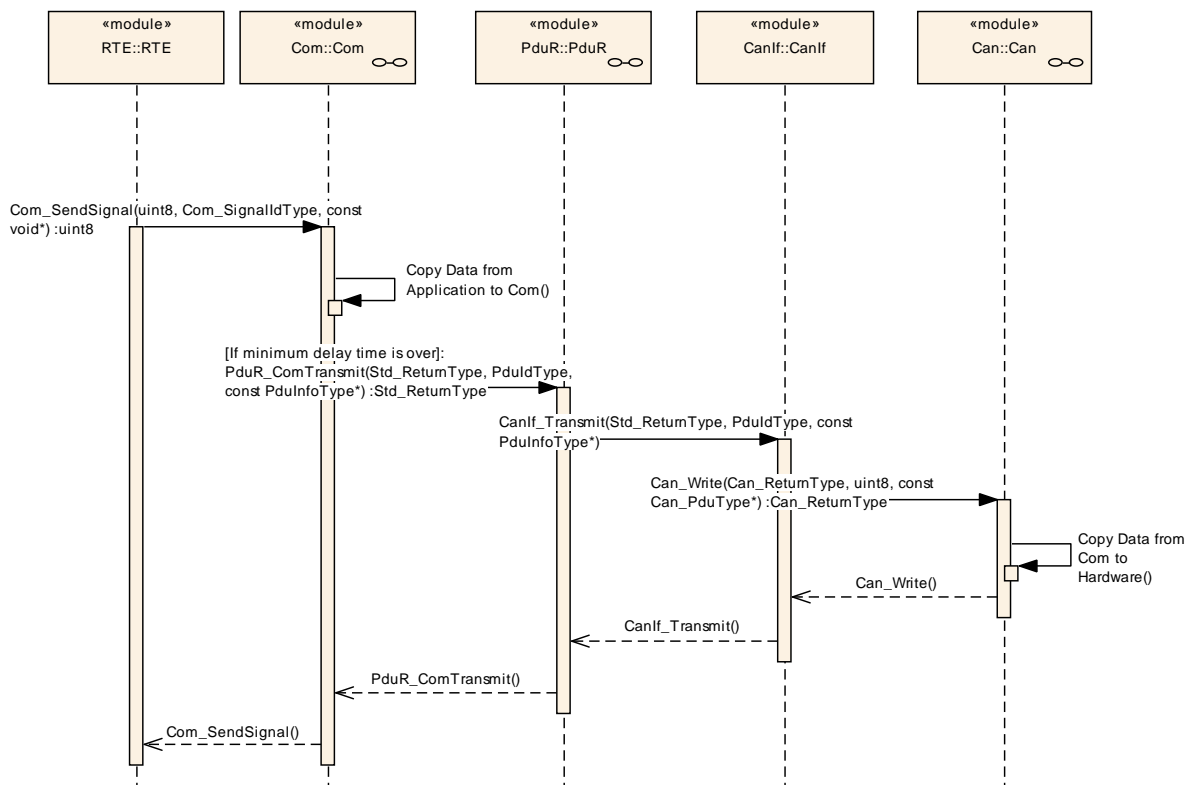 «module»
RTE::RTE
«module»
Com::Com
«module»
PduR::PduR
«module»
CanIf::CanIf
«module»
Can::Can
Com_SendSignal(uint8, Com_SignalIdType, const
void*) :uint8
Copy Data from
Application to Com()
[If minimum delay time is over]:
PduR_ComTransmit(Std_ReturnType, PduIdType,
const PduInfoType*) :Std_ReturnType
CanIf_Transmit(Std_ReturnType, PduIdType, const
PduInfoType*)
Can_Write(Can_ReturnType, uint8, const
Can_PduType*) :Can_ReturnType
Copy Data from
Com to
Hardware()
Can_Write()
CanIf_Transmit()
PduR_ComTransmit()
Com_SendSignal()